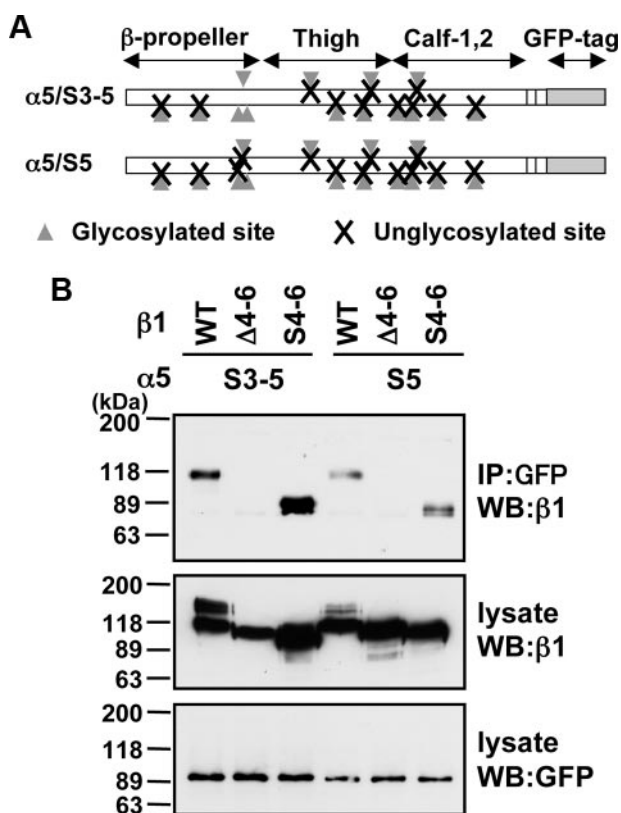 A
β-propeller Thigh Calf-1,2 GFP-tag
α5/S3-5
α5/S5
Glycosylated site Unglycosylated site
B
β1 WT Δ4-6 S4-6 WT Δ4-6 S4-6
α5 S3-5 S5
(kDa)
200
118
89
63
IP:GFP
WB:β1
200
118
89
63
lysate
WB:β1
200
118
89
63
lysate
WB:GFP